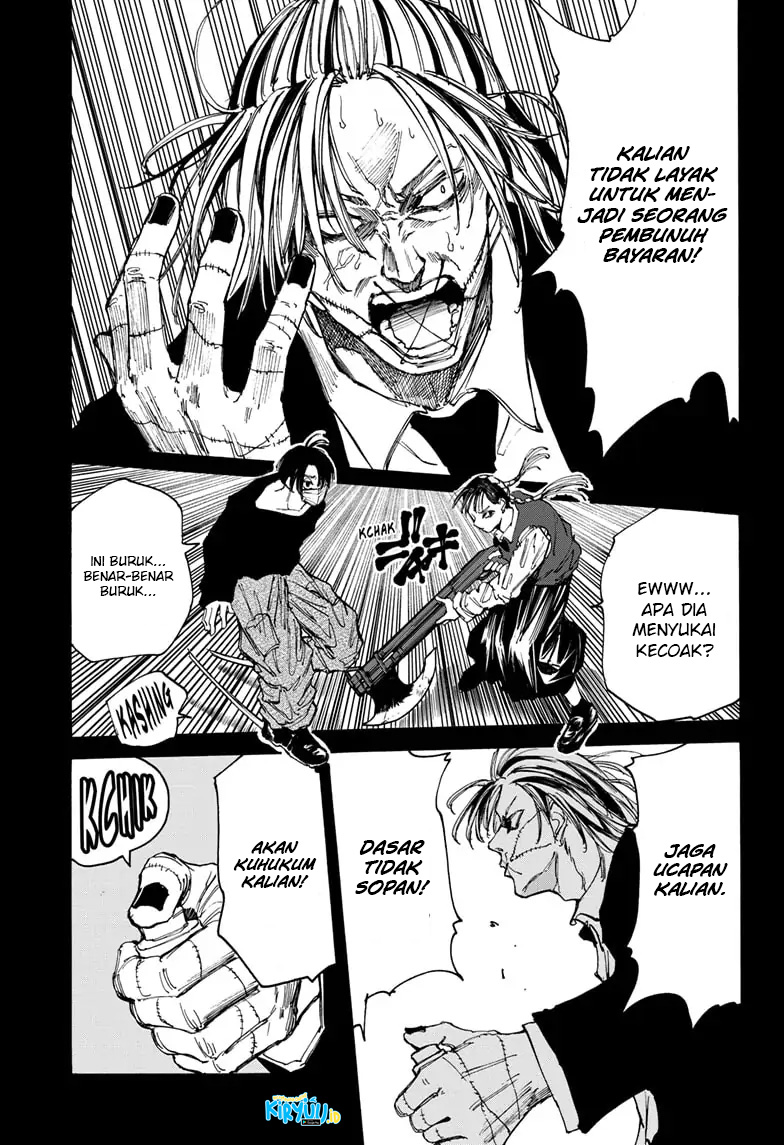 KALIAN
TIDAK LAYAK
UNTUK MEN-
JADI SEORANG
PEMBUNUH
BAYARAN!
KCHAK
EWWW...
APA DIA
MENYUKAI
KECOAK?
INI BURUK...
BENAR-BENAR
BURUK...
KASHING
JAGA
UCAPAN
KALIAN.
DASAR
TIDAK
SOPAN!
AKAN
KUHUKUM
KALIAN!
KCHIK
KIRYUU.ID